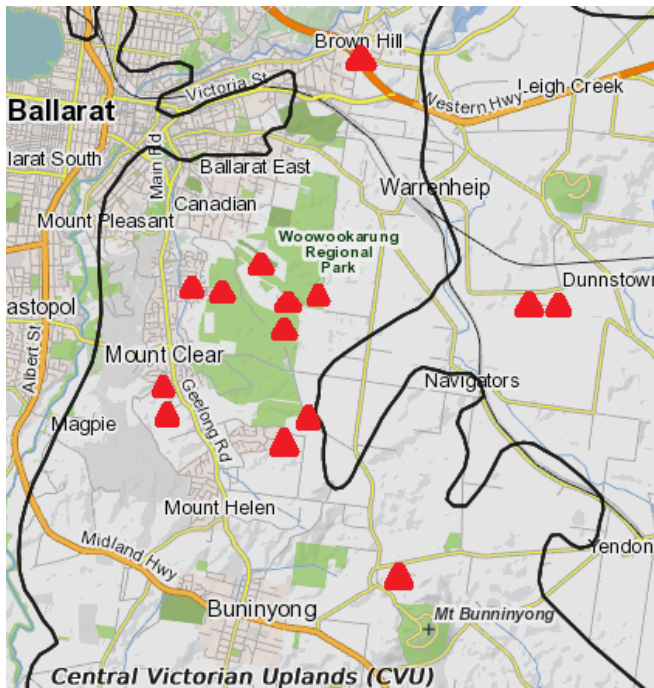 Brown Hill
Victoria St
Leigh Creek
Western Hwy
Ballarat
larat South
Main Rd
Ballarat East
Warrenheip
Canadian
Mount Pleasant
Woowookarung
Regional
Park
Dunnstown
astopol
Albert St
Mount Clear
Navigators
Geelong Rd
Magpie
Mount Helen
Midland Hwy
Yendon
Buninyong
Mt Bunninyong
Central Victorian Uplands (CVU)